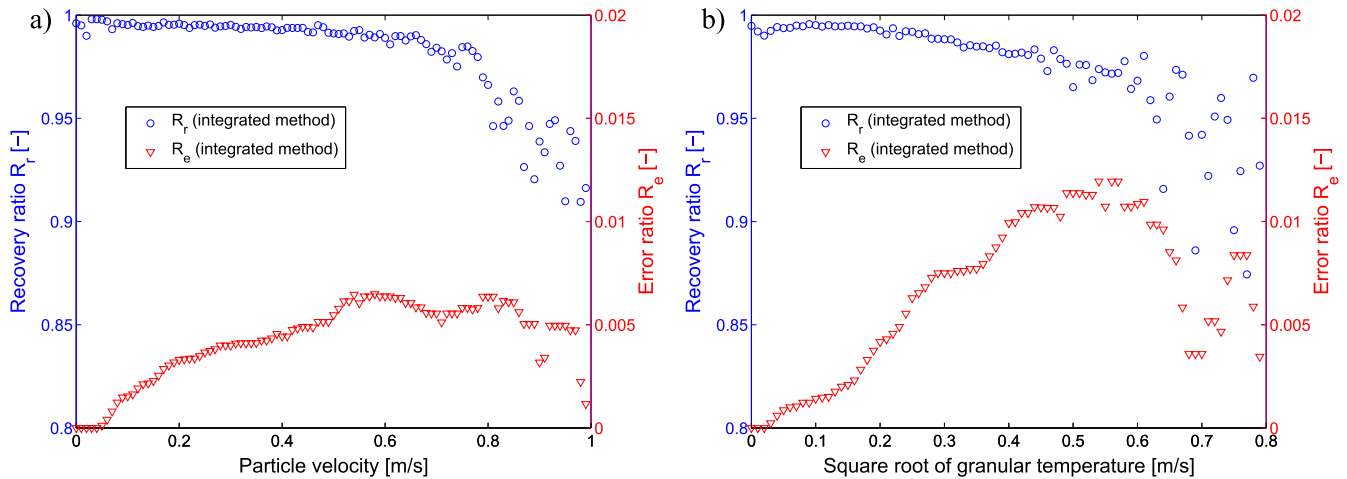 a)
1
0.95
0.9
0.85
0.8
Recovery ratio R_r [−]
0.02
0.015
0.01
0.005
0
Error ratio R_e [−]
R_r (integrated method)
R_e (integrated method)
0 0.2 0.4 0.6 0.8 1
Particle velocity [m/s]
b)
1
0.95
0.9
0.85
0.8
Recovery ratio R_r [−]
0.02
0.015
0.01
0.005
0
Error ratio R_e [−]
R_r (integrated method)
R_e (integrated method)
0 0.1 0.2 0.3 0.4 0.5 0.6 0.7 0.8
Square root of granular temperature [m/s]